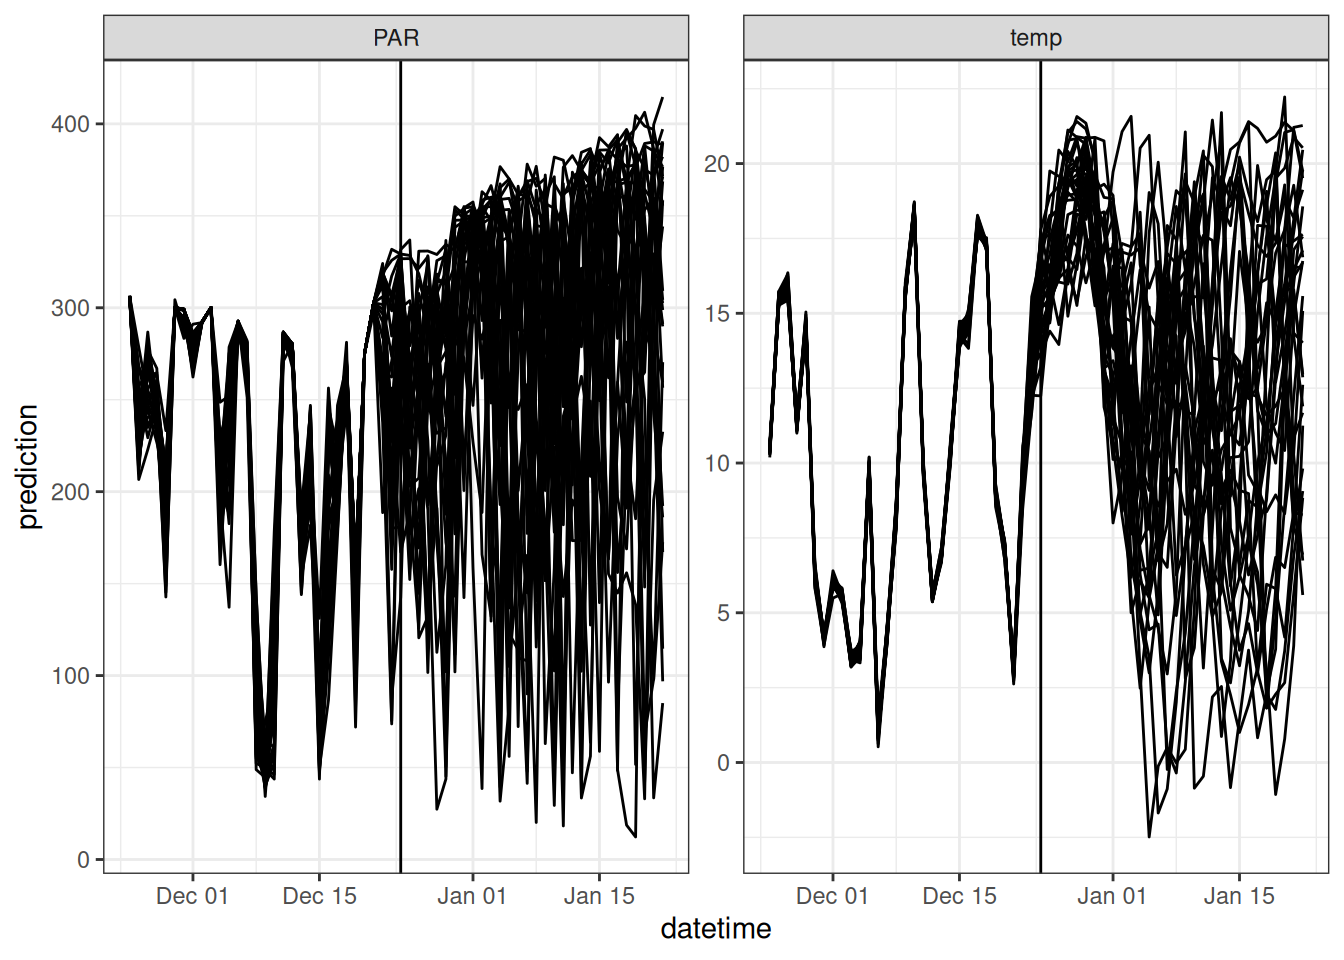 PAR
temp
prediction
400
300
200
100
0
20
15
10
5
0
Dec 01
Dec 15
Jan 01
Jan 15
Dec 01
Dec 15
Jan 01
Jan 15
datetime